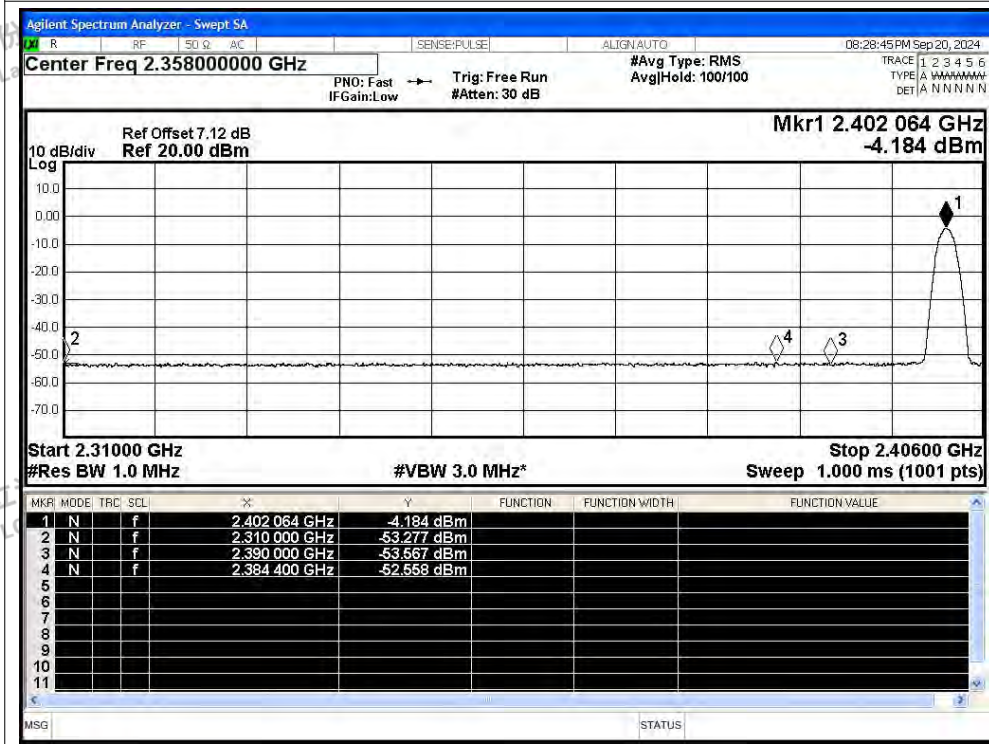 Agilent Spectrum Analyzer - Swept SA
R RF 50 Ω AC SENSE:PULSE ALIGN AUTO 08:28:45 PM Sep 20, 2024
Center Freq 2.358000000 GHz
PNO: Fast
IFGain:Low
Trig: Free Run
#Atten: 30 dB
#Avg Type: RMS
Avg|Hold: 100/100
TRACE 1 2 3 4 5 6
TYPE A
DET A N N N N N
Mkr1 2.402 064 GHz
-4.184 dBm
Ref Offset 7.12 dB
10 dB/div Ref 20.00 dBm
Log
10.0
0.00
-10.0
-20.0
-30.0
-40.0
-50.0
-60.0
-70.0
1
2
4
3
Start 2.31000 GHz Stop 2.40600 GHz
#Res BW 1.0 MHz #VBW 3.0 MHz* Sweep 1.000 ms (1001 pts)
MKR MODE TRC SCL X Y FUNCTION FUNCTION WIDTH FUNCTION VALUE
1 N f 2.402 064 GHz -4.184 dBm
2 N f 2.310 000 GHz -53.277 dBm
3 N f 2.390 000 GHz -53.567 dBm
4 N f 2.384 400 GHz -52.558 dBm
5
6
7
8
9
10
11
MSG STATUS